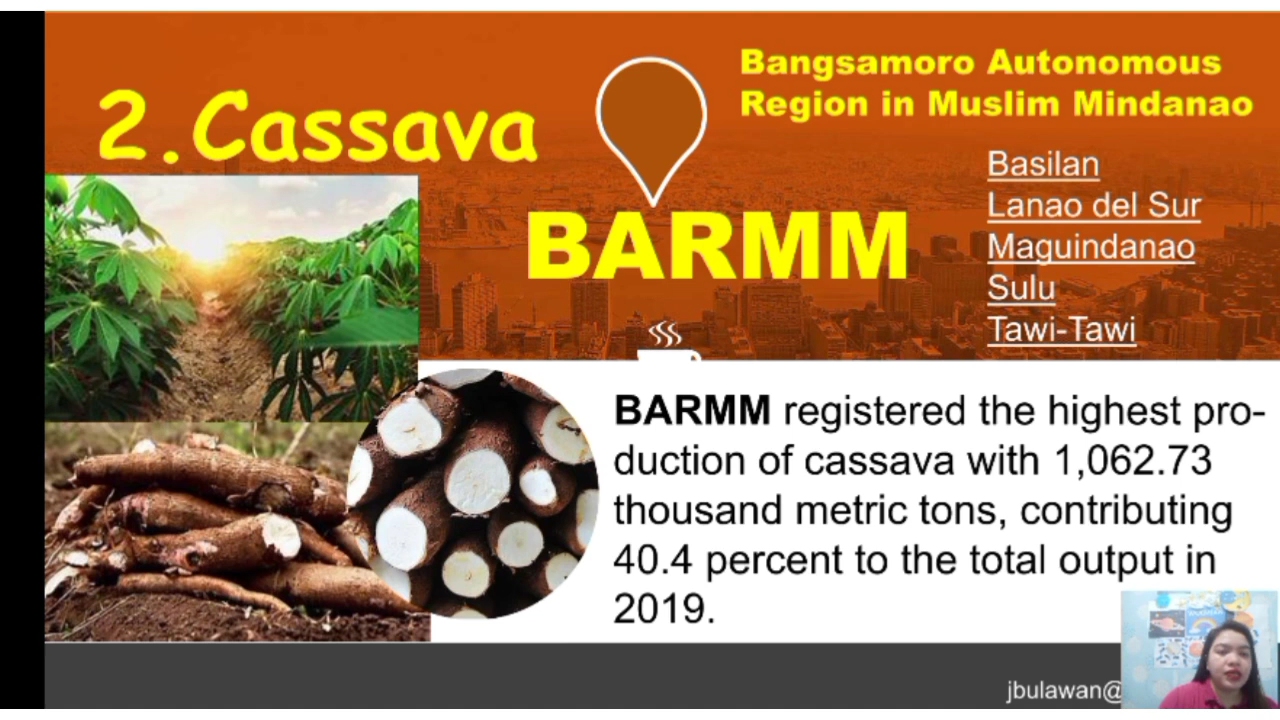 2.Cassava
BARMM
Bangsamoro Autonomous
Region in Muslim Mindanao
Basilan
Lanao del Sur
Maguindanao
Sulu
Tawi-Tawi
BARMM registered the highest pro-
duction of cassava with 1,062.73
thousand metric tons, contributing
40.4 percent to the total output in
2019.
jbulawan@